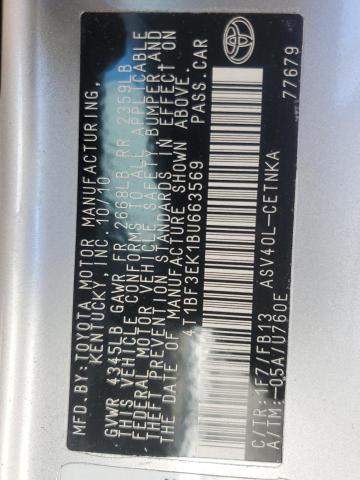 MFD.BY:TOYOTA MOTOR MANUFACTURING,
KENTUCKY, INC. 10/10
GVWR 4345LB GAWR FR 2668LB RR 2359LB
THIS VEHICLE CONFORMS TO ALL APPLICABLE
FEDERAL MOTOR VEHICLE SAFETY BUMPER AND
THEFT PREVENTION STANDARDS IN EFFECT ON
THE DATE OF MANUFACTURE SHOWN ABOVE.
4T1BF3EK1BU683569 PASS.CAR
C/TR:1FZ/FB13 ASV40L-CETNKA
A/TM:-05A/U760E 77679